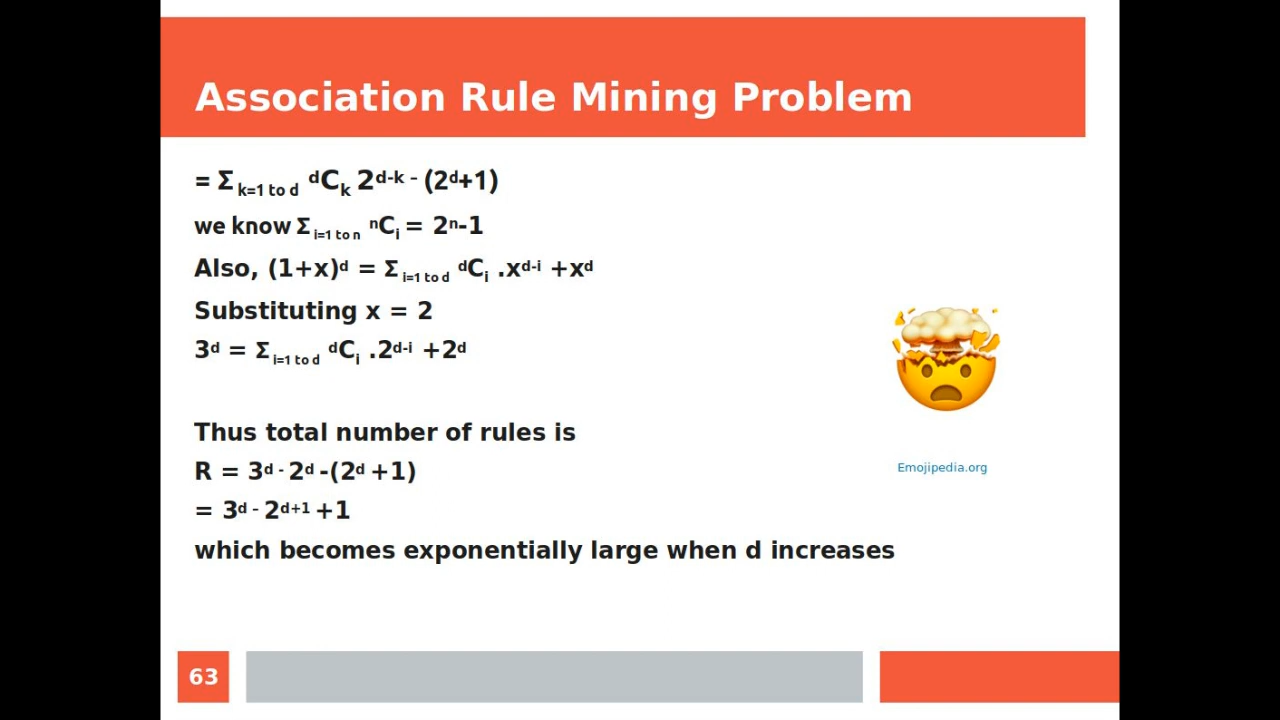 Association Rule Mining Problem
= Σ k=1 to d ᵈCₖ 2ᵈ⁻ᵏ ⁻ (2ᵈ+1)
we know Σ i=1 to n ⁿCᵢ = 2ⁿ-1
Also, (1+x)ᵈ = Σ i=1 to d ᵈCᵢ .xᵈ⁻ⁱ +xᵈ
Substituting x = 2
3ᵈ = Σ i=1 to d ᵈCᵢ .2ᵈ⁻ⁱ +2ᵈ
Emojipedia.org
Thus total number of rules is
R = 3ᵈ ⁻ 2ᵈ -(2ᵈ +1)
= 3ᵈ ⁻ 2ᵈ⁺¹ +1
which becomes exponentially large when d increases
63